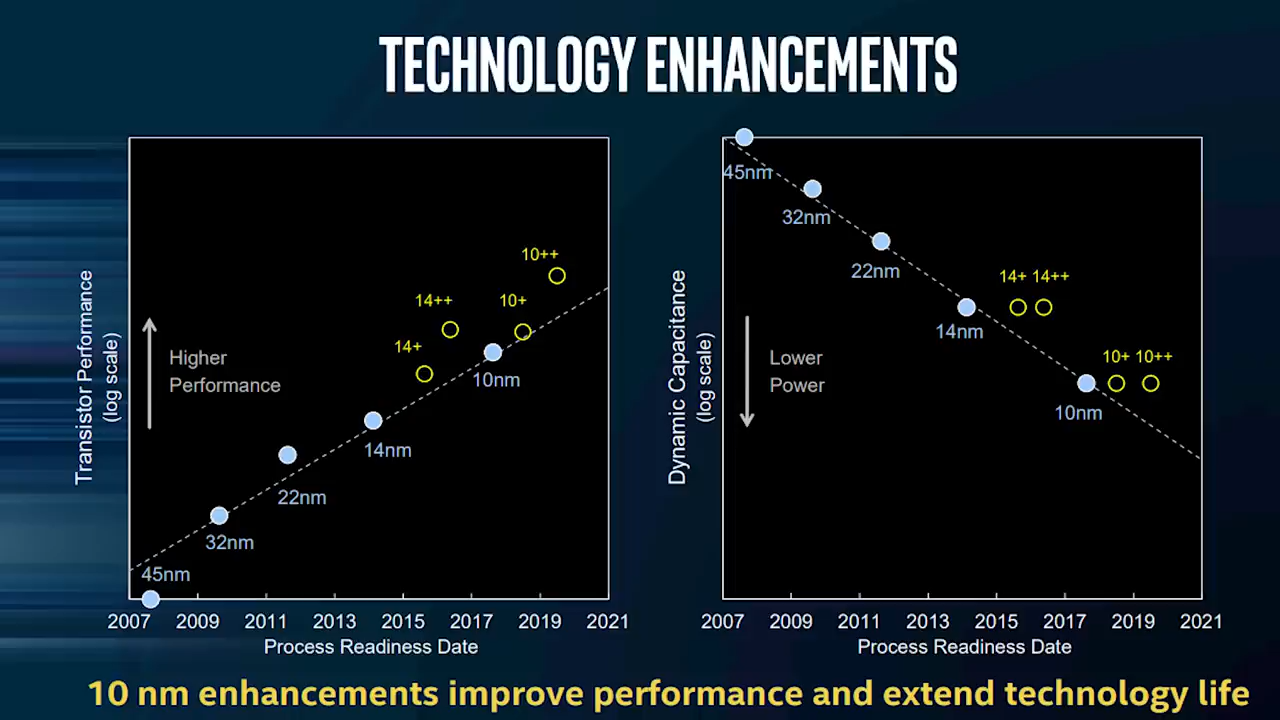 TECHNOLOGY ENHANCEMENTS
Transistor Performance
(log scale)
Higher
Performance
45nm
32nm
22nm
14nm
14+
14++
10nm
10+
10++
2007 2009 2011 2013 2015 2017 2019 2021
Process Readiness Date
Dynamic Capacitance
(log scale)
Lower
Power
45nm
32nm
22nm
14nm
14+ 14++
10nm
10+ 10++
2007 2009 2011 2013 2015 2017 2019 2021
Process Readiness Date
10 nm enhancements improve performance and extend technology life